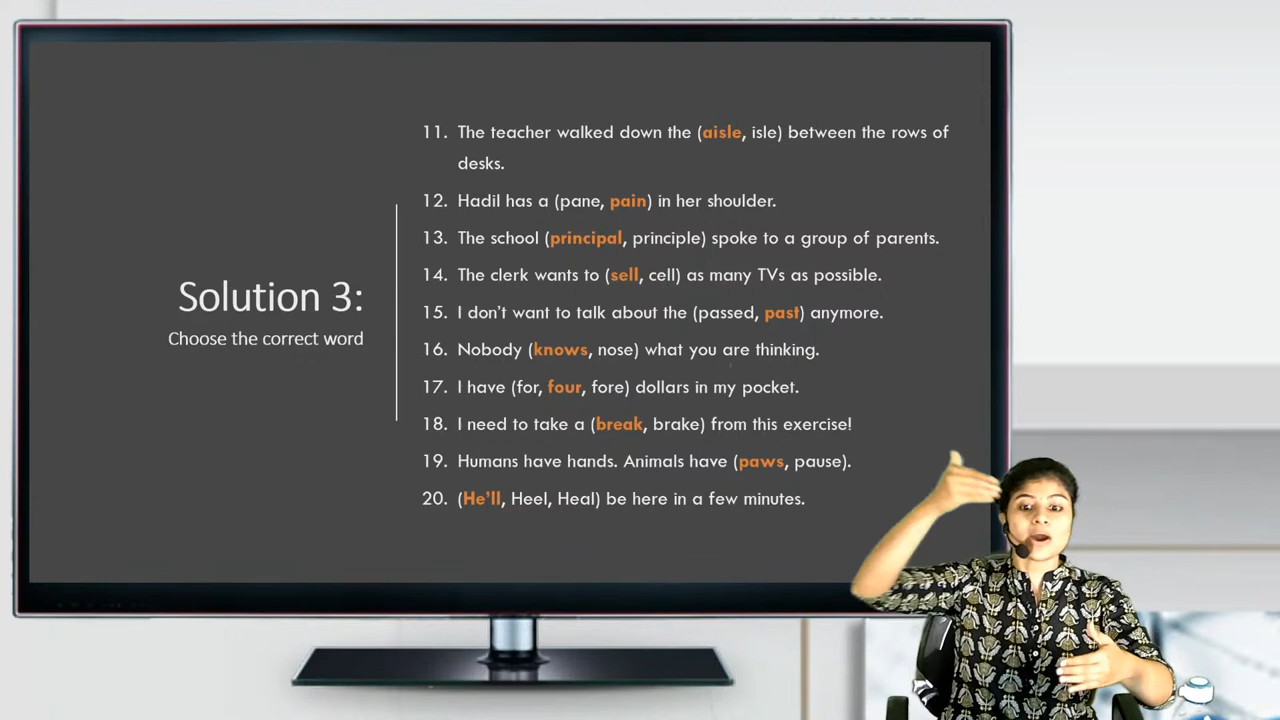 Solution 3:
Choose the correct word
11. The teacher walked down the (aisle, isle) between the rows of
desks.
12. Hadil has a (pane, pain) in her shoulder.
13. The school (principal, principle) spoke to a group of parents.
14. The clerk wants to (sell, cell) as many TVs as possible.
15. I don't want to talk about the (passed, past) anymore.
16. Nobody (knows, nose) what you are thinking.
17. I have (for, four, fore) dollars in my pocket.
18. I need to take a (break, brake) from this exercise!
19. Humans have hands. Animals have (paws, pause).
20. (He'll, Heel, Heal) be here in a few minutes.